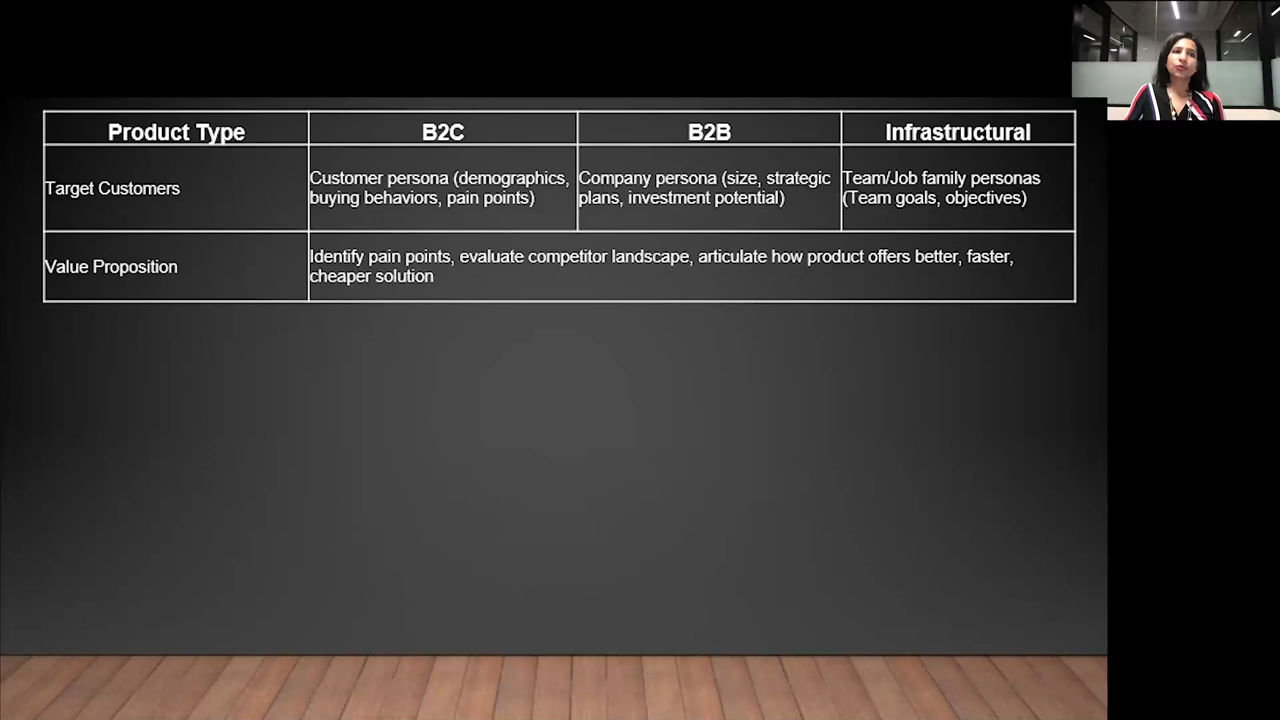 Product Type
B2C
B2B
Infrastructural
Target Customers
Customer persona (demographics,
buying behaviors, pain points)
Company persona (size, strategic
plans, investment potential)
Team/Job family personas
(Team goals, objectives)
Value Proposition
Identify pain points, evaluate competitor landscape, articulate how product offers better, faster,
cheaper solution